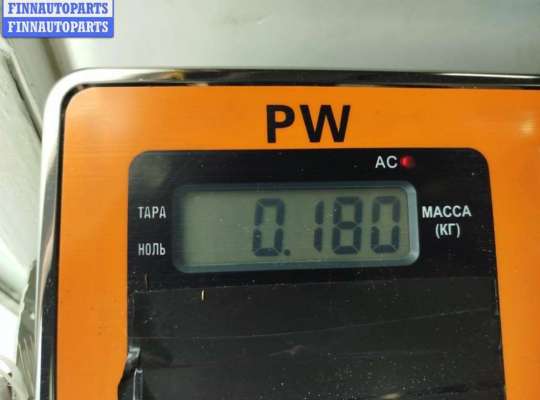 FINNAUTOPARTS
FINNAUTOPARTS
PW
AC
ТАРА
НОЛЬ
0.180
МАССА
(КГ)